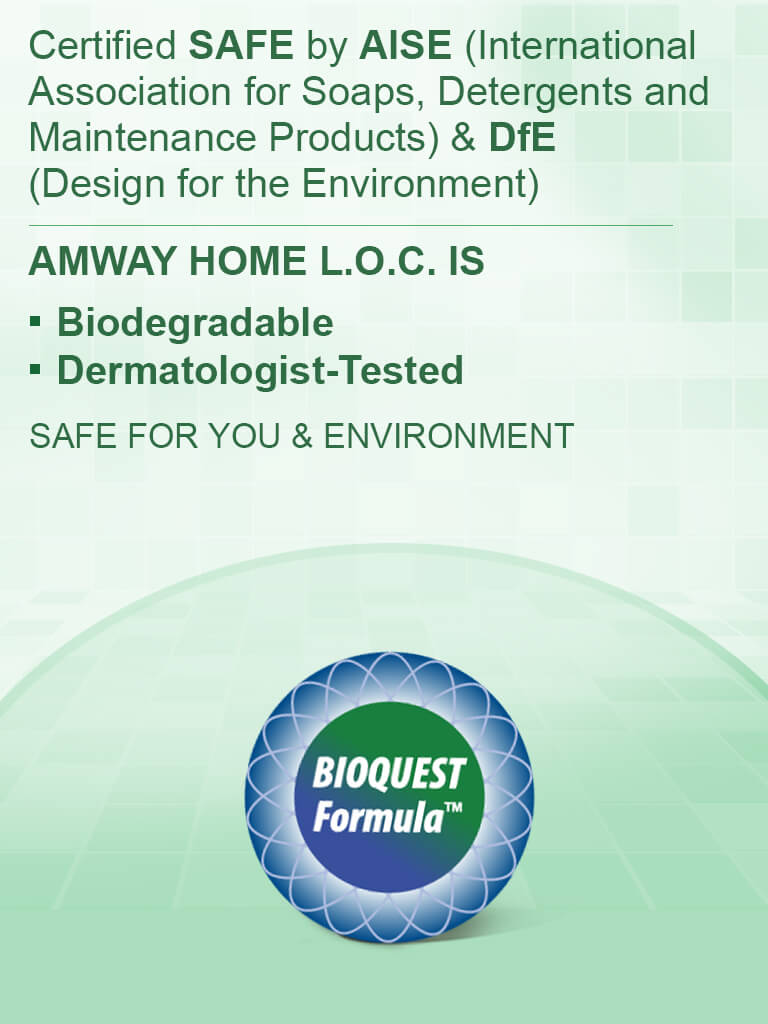 Certified SAFE by AISE (International
Association for Soaps, Detergents and
Maintenance Products) & DfE
(Design for the Environment)
AMWAY HOME L.O.C. IS
▪ Biodegradable
▪ Dermatologist-Tested
SAFE FOR YOU & ENVIRONMENT
BIOQUEST
Formula™